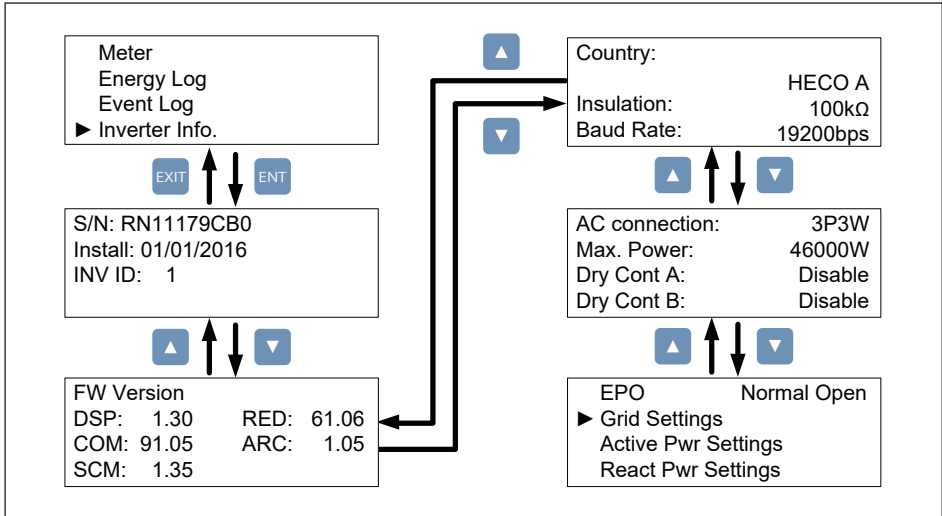 Meter
Energy Log
Event Log
► Inverter Info.
EXIT
ENT
S/N: RN11179CB0
Install: 01/01/2016
INV ID: 1
FW Version
DSP: 1.30 RED: 61.06
COM: 91.05 ARC: 1.05
SCM: 1.35
Country:
HECO A
Insulation: 100kΩ
Baud Rate: 19200bps
AC connection: 3P3W
Max. Power: 46000W
Dry Cont A: Disable
Dry Cont B: Disable
EPO Normal Open
► Grid Settings
Active Pwr Settings
React Pwr Settings